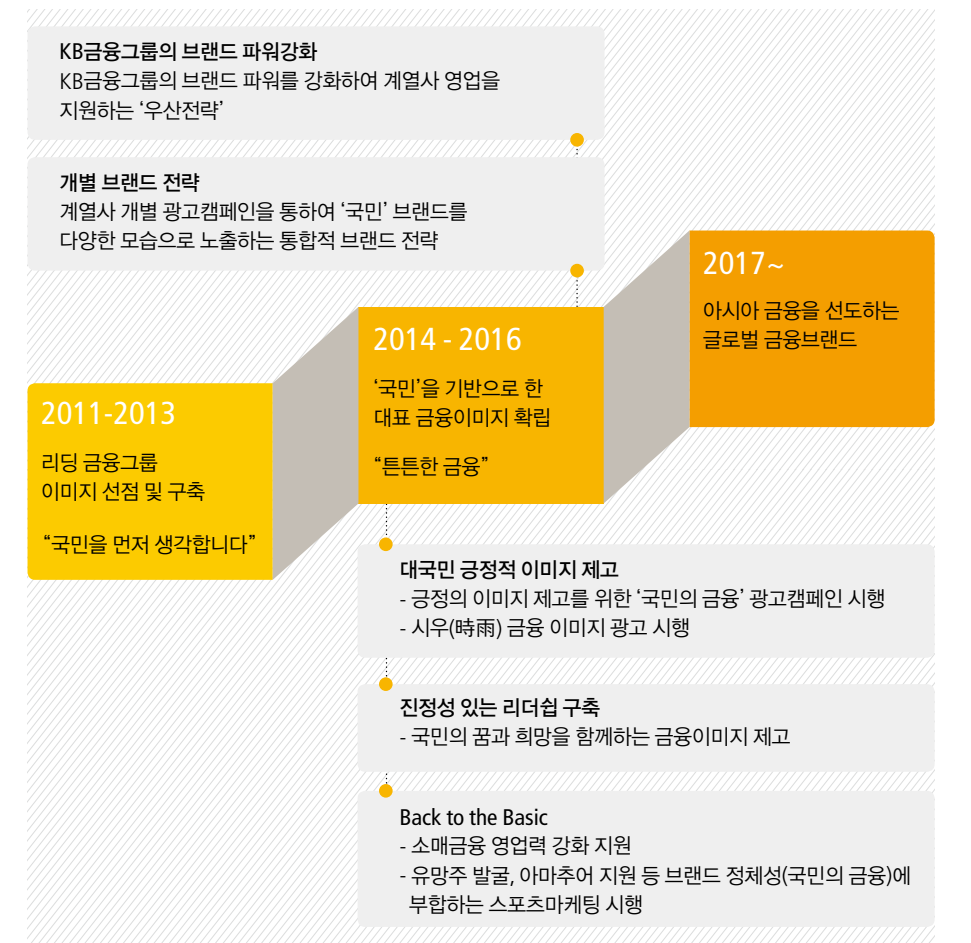 KB금융그룹의 브랜드 파워강화
KB금융그룹의 브랜드 파워를 강화하여 계열사 영업을
지원하는 ‘우산전략’
개별 브랜드 전략
계열사 개별 광고캠페인을 통하여 ‘국민’ 브랜드를
다양한 모습으로 노출하는 통합적 브랜드 전략
2011-2013
리딩 금융그룹
이미지 선점 및 구축
“국민을 먼저 생각합니다”
2014 - 2016
‘국민’을 기반으로 한
대표 금융이미지 확립
“튼튼한 금융”
2017~
아시아 금융을 선도하는
글로벌 금융브랜드
대국민 긍정적 이미지 제고
- 긍정의 이미지 제고를 위한 ‘국민의 금융’ 광고캠페인 시행
- 시우(時雨) 금융 이미지 광고 시행
진정성 있는 리더쉽 구축
- 국민의 꿈과 희망을 함께하는 금융이미지 제고
Back to the Basic
- 소매금융 영업력 강화 지원
- 유망주 발굴, 아마추어 지원 등 브랜드 정체성(국민의 금융)에
부합하는 스포츠마케팅 시행